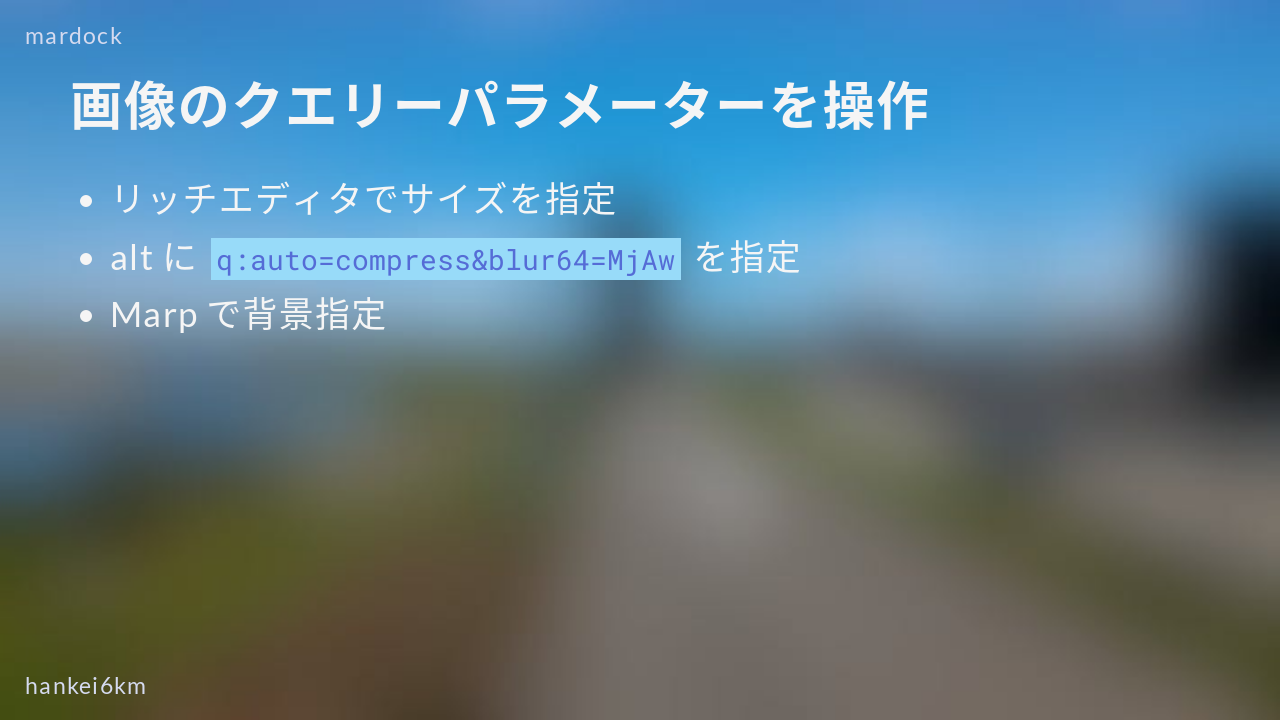 mardock
画像のクエリーパラメーターを操作
リッチエディタでサイズを指定
alt に q:auto=compress&blur64=MjAw を指定
Marp で背景指定
hankei6km